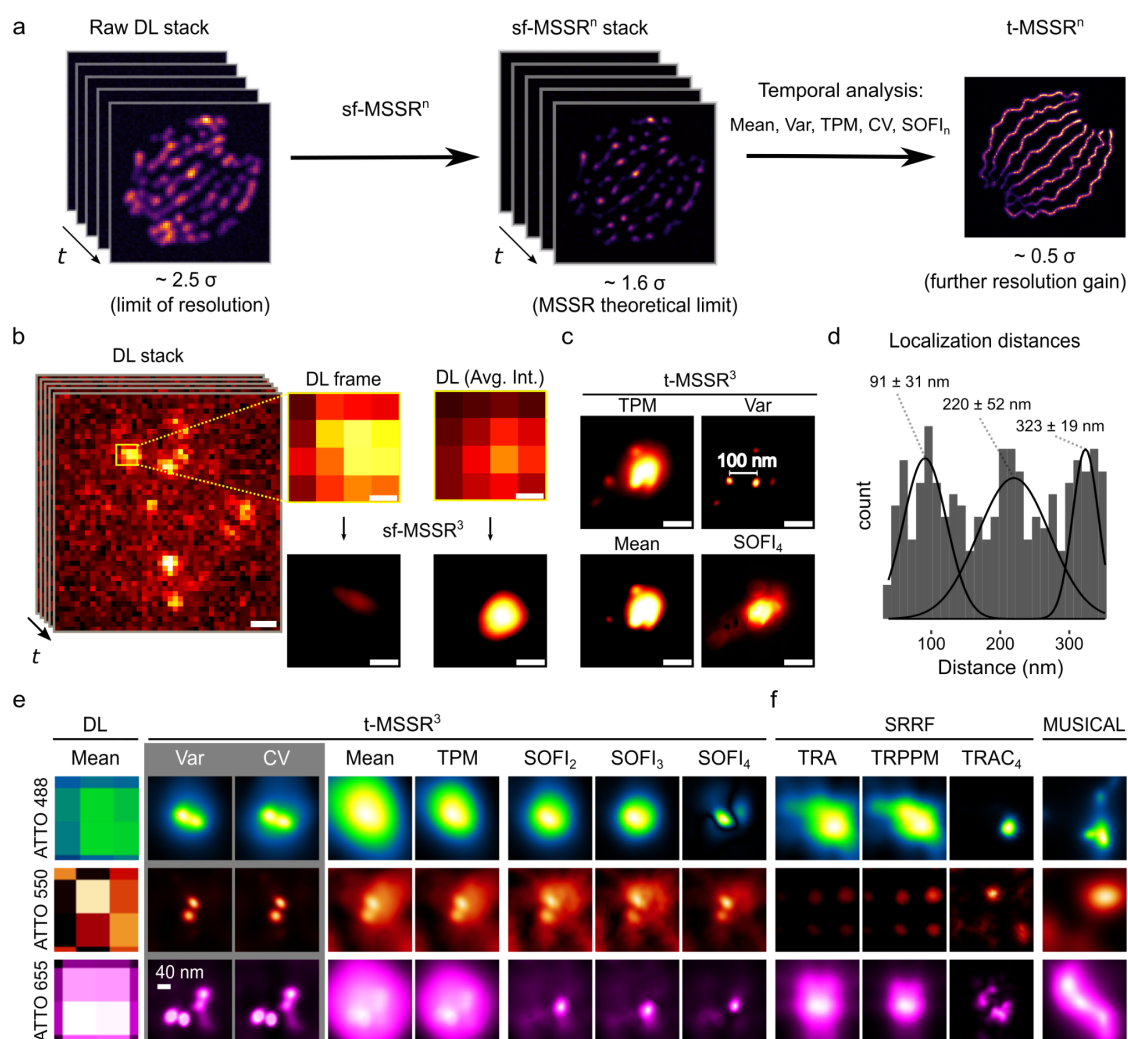 a
Raw DL stack
sf-MSSRⁿ stack
t-MSSRⁿ
sf-MSSRⁿ
Temporal analysis:
Mean, Var, TPM, CV, SOFIₙ
t
t
~ 2.5 σ
(limit of resolution)
~ 1.6 σ
(MSSR theoretical limit)
~ 0.5 σ
(further resolution gain)
b
DL stack
DL frame
DL (Avg. Int.)
sf-MSSR³
t
c
t-MSSR³
TPM
Var
100 nm
Mean
SOFI₄
d
Localization distances
91 ± 31 nm
220 ± 52 nm
323 ± 19 nm
count
100
200
300
Distance (nm)
e
DL
t-MSSR³
Mean
Var
CV
Mean
TPM
SOFI₂
SOFI₃
SOFI₄
ATTO 488
ATTO 550
ATTO 655
40 nm
f
SRRF
MUSICAL
TRA
TRPPM
TRAC₄